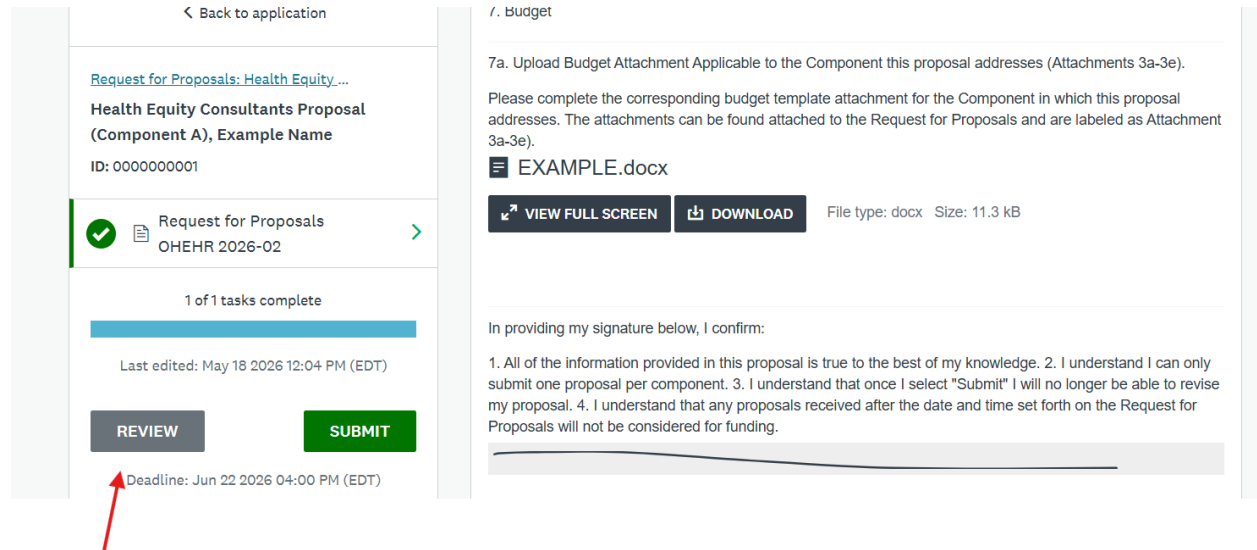 Back to application
Request for Proposals: Health Equity ...
Health Equity Consultants Proposal
(Component A), Example Name
ID: 0000000001
Request for Proposals
OHEHR 2026-02
1 of 1 tasks complete
Last edited: May 18 2026 12:04 PM (EDT)
REVIEW
SUBMIT
Deadline: Jun 22 2026 04:00 PM (EDT)
7. Budget
7a. Upload Budget Attachment Applicable to the Component this proposal addresses (Attachments 3a-3e).
Please complete the corresponding budget template attachment for the Component in which this proposal
addresses. The attachments can be found attached to the Request for Proposals and are labeled as Attachment
3a-3e).
EXAMPLE.docx
VIEW FULL SCREEN
DOWNLOAD
File type: docx Size: 11.3 kB
In providing my signature below, I confirm:
1. All of the information provided in this proposal is true to the best of my knowledge. 2. I understand I can only
submit one proposal per component. 3. I understand that once I select "Submit" I will no longer be able to revise
my proposal. 4. I understand that any proposals received after the date and time set forth on the Request for
Proposals will not be considered for funding.